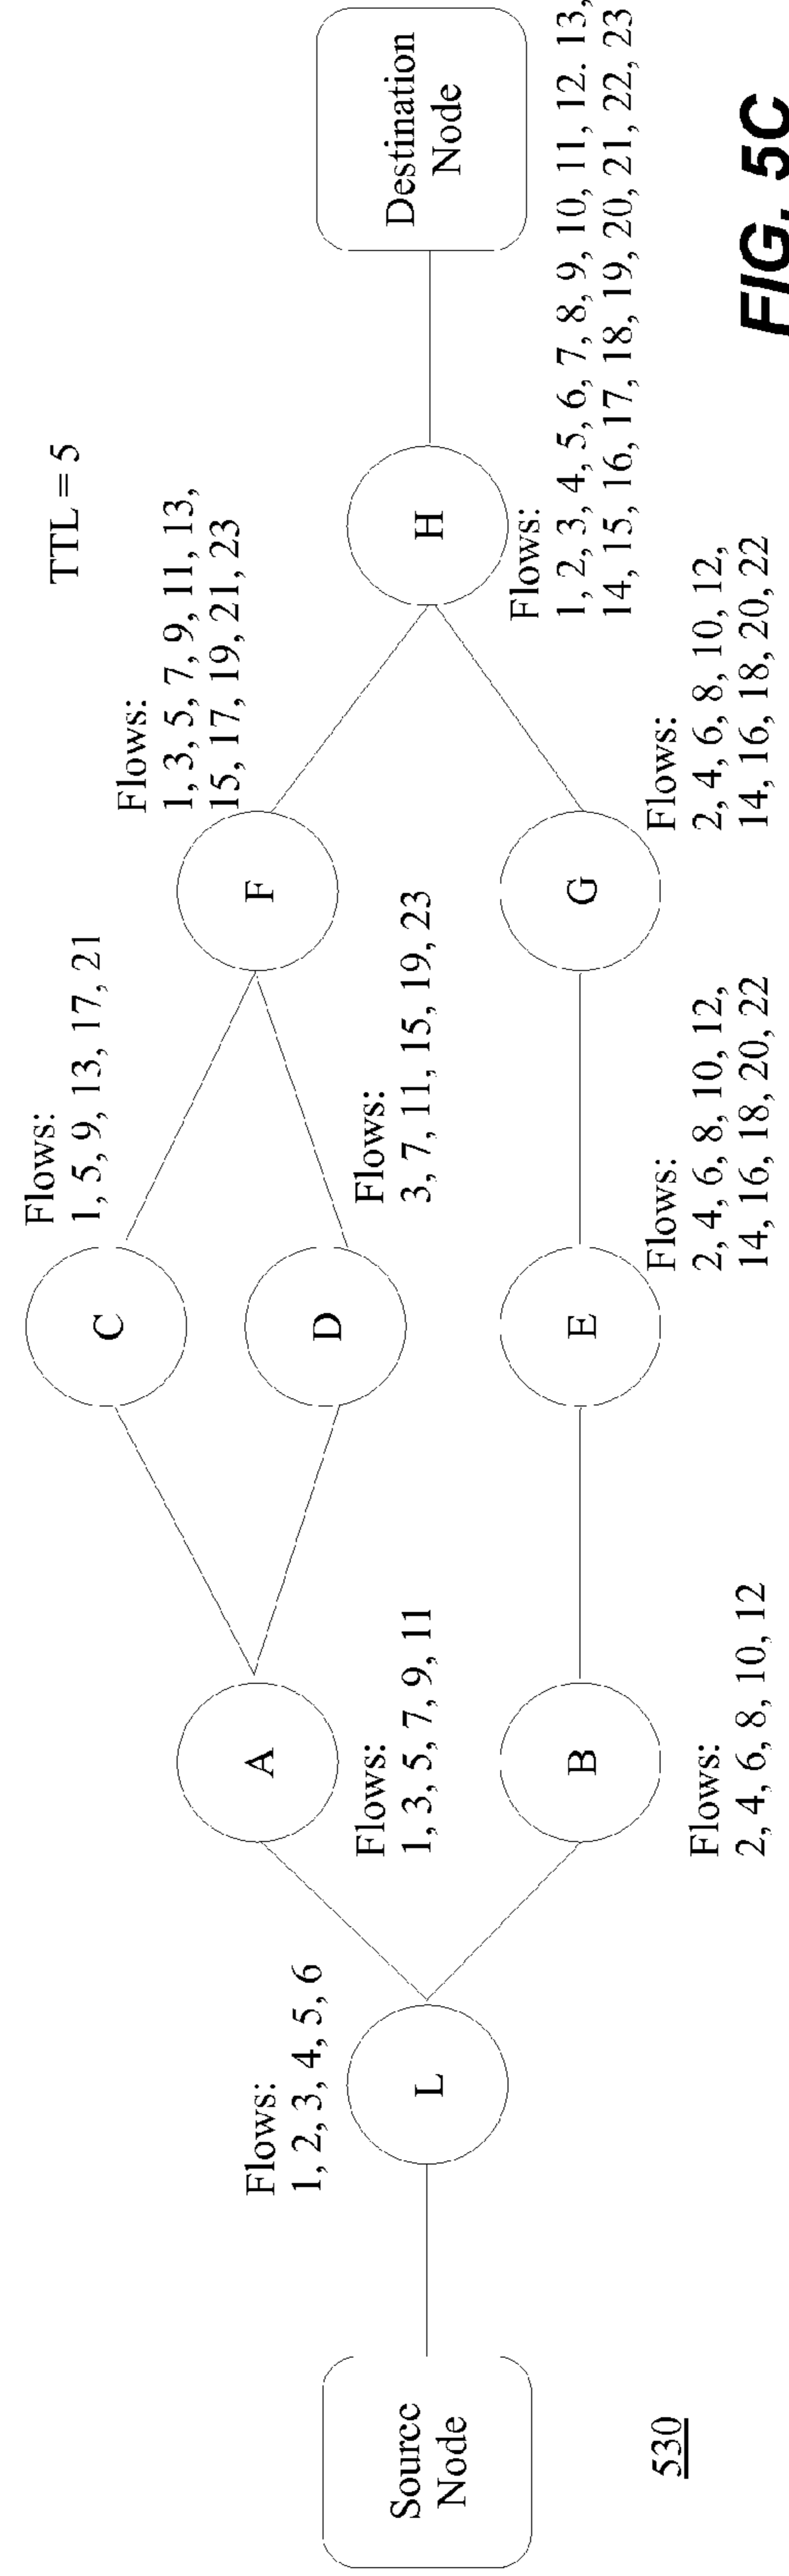 TTL = 5
Source
Node
Flows:
1, 2, 3, 4, 5, 6
L
A
Flows:
1, 3, 5, 7, 9, 11
B
Flows:
2, 4, 6, 8, 10, 12
C
Flows:
1, 5, 9, 13, 17, 21
D
Flows:
3, 7, 11, 15, 19, 23
E
Flows:
2, 4, 6, 8, 10, 12,
14, 16, 18, 20, 22
F
Flows:
1, 3, 5, 7, 9, 11, 13,
15, 17, 19, 21, 23
G
Flows:
2, 4, 6, 8, 10, 12,
14, 16, 18, 20, 22
H
Flows:
1, 2, 3, 4, 5, 6, 7, 8, 9, 10, 11, 12. 13,
14, 15, 16, 17, 18, 19, 20, 21, 22, 23
Destination
Node
530
FIG. 5C